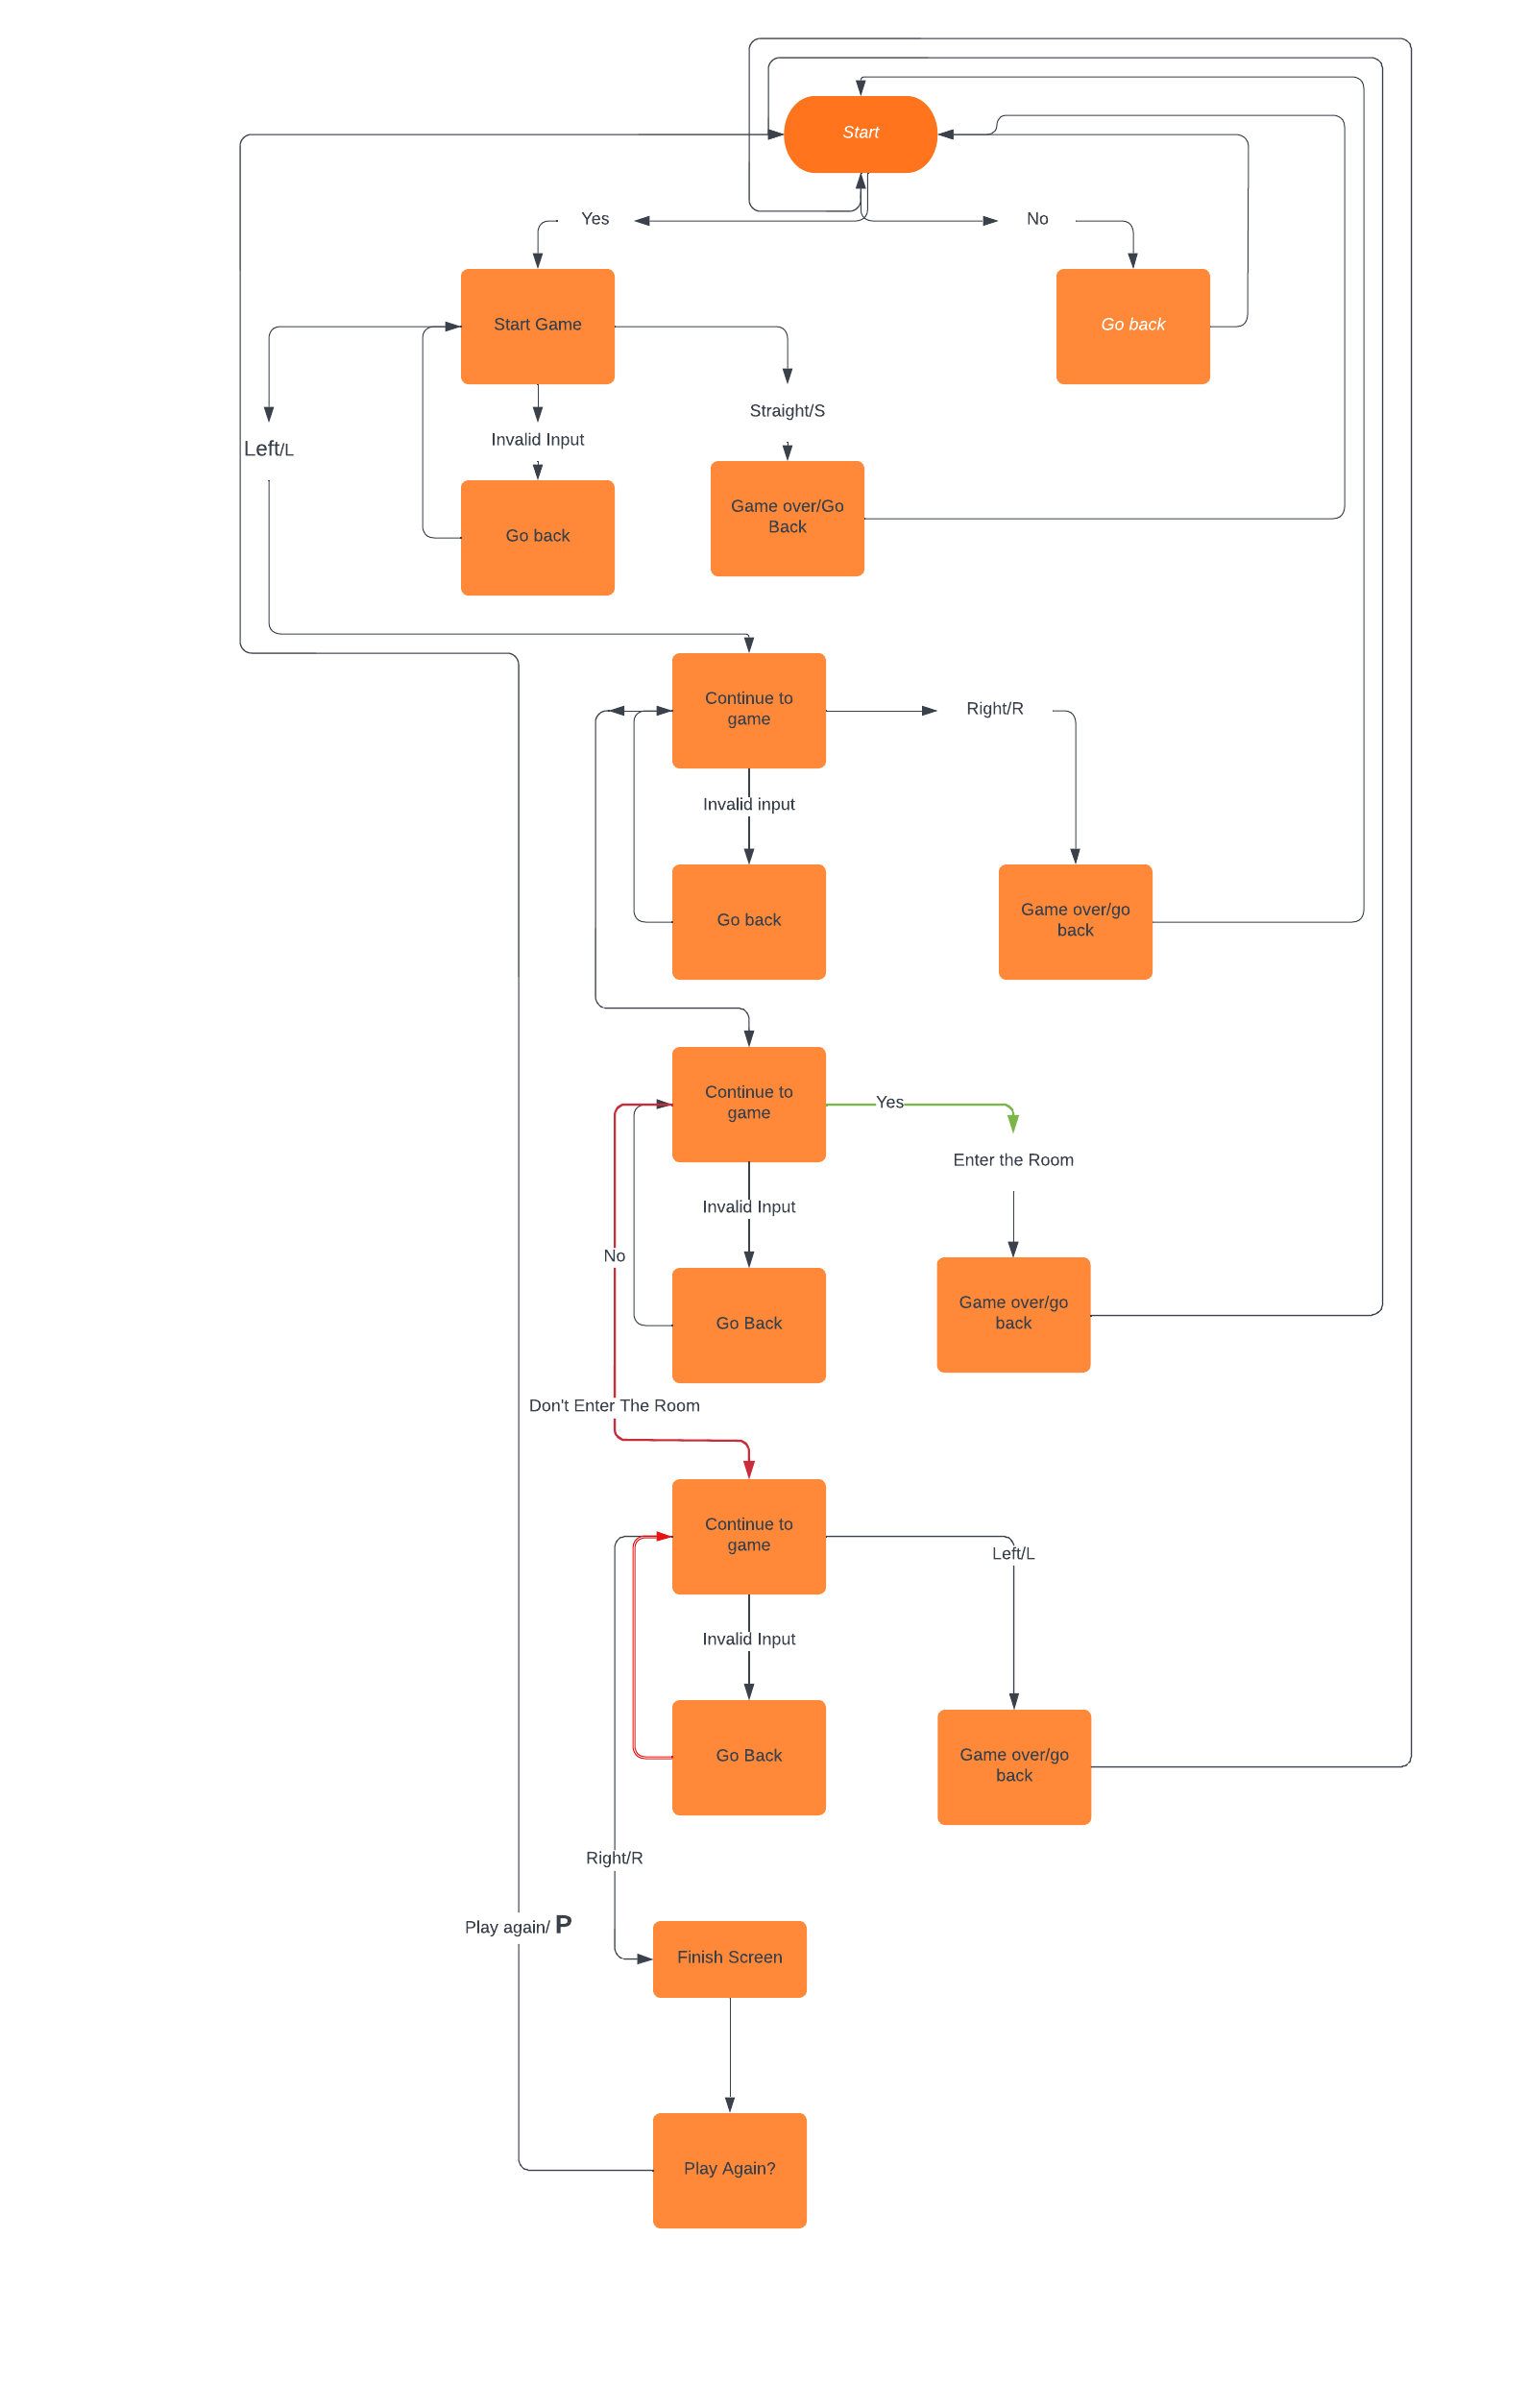 Start
Yes
No
Start Game
Go back
Straight/S
Left/L
Invalid Input
Game over/Go
Back
Go back
Continue to
game
Right/R
Invalid input
Go back
Game over/go
back
Continue to
game
Yes
Enter the Room
Invalid Input
No
Game over/go
back
Go Back
Don't Enter The Room
Continue to
game
Left/L
Invalid Input
Go Back
Game over/go
back
Right/R
Play again/ P
Finish Screen
Play Again?